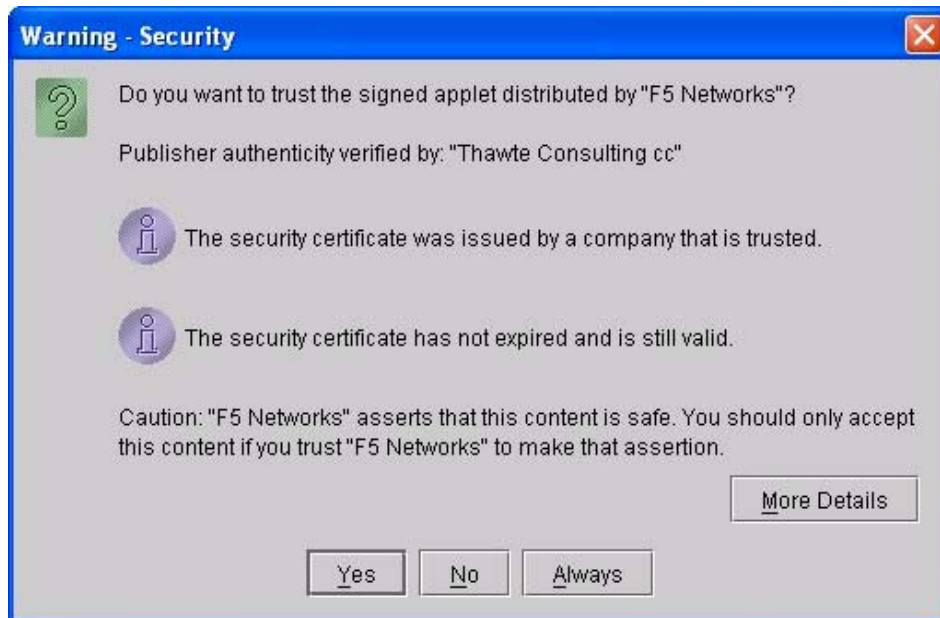 Warning - Security
Do you want to trust the signed applet distributed by "F5 Networks"?
Publisher authenticity verified by: "Thawte Consulting cc"
The security certificate was issued by a company that is trusted.
The security certificate has not expired and is still valid.
Caution: "F5 Networks" asserts that this content is safe. You should only accept
this content if you trust "F5 Networks" to make that assertion.
More Details
Yes No Always